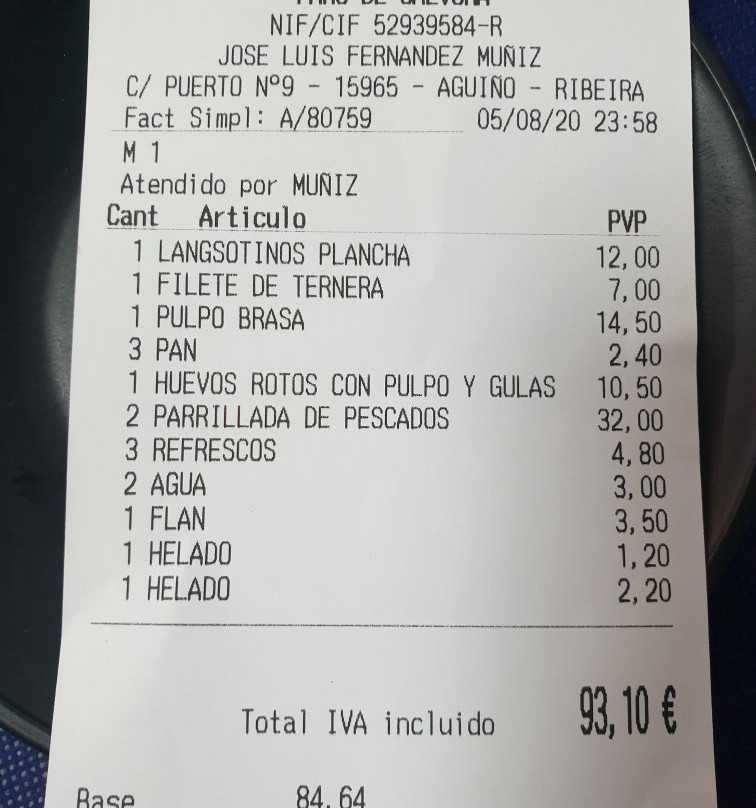 NIF/CIF 52939584-R
JOSE LUIS FERNANDEZ MUÑIZ
C/ PUERTO Nº9 - 15965 - AGUIÑO - RIBEIRA
Fact Simpl: A/80759 05/08/20 23:58
M 1
Atendido por MUÑIZ
Cant Articulo PVP
1 LANGSOTINOS PLANCHA 12,00
1 FILETE DE TERNERA 7,00
1 PULPO BRASA 14,50
3 PAN 2,40
1 HUEVOS ROTOS CON PULPO Y GULAS 10,50
2 PARRILLADA DE PESCADOS 32,00
3 REFRESCOS 4,80
2 AGUA 3,00
1 FLAN 3,50
1 HELADO 1,20
1 HELADO 2,20
Total IVA incluido 93,10 €
Base 84,64